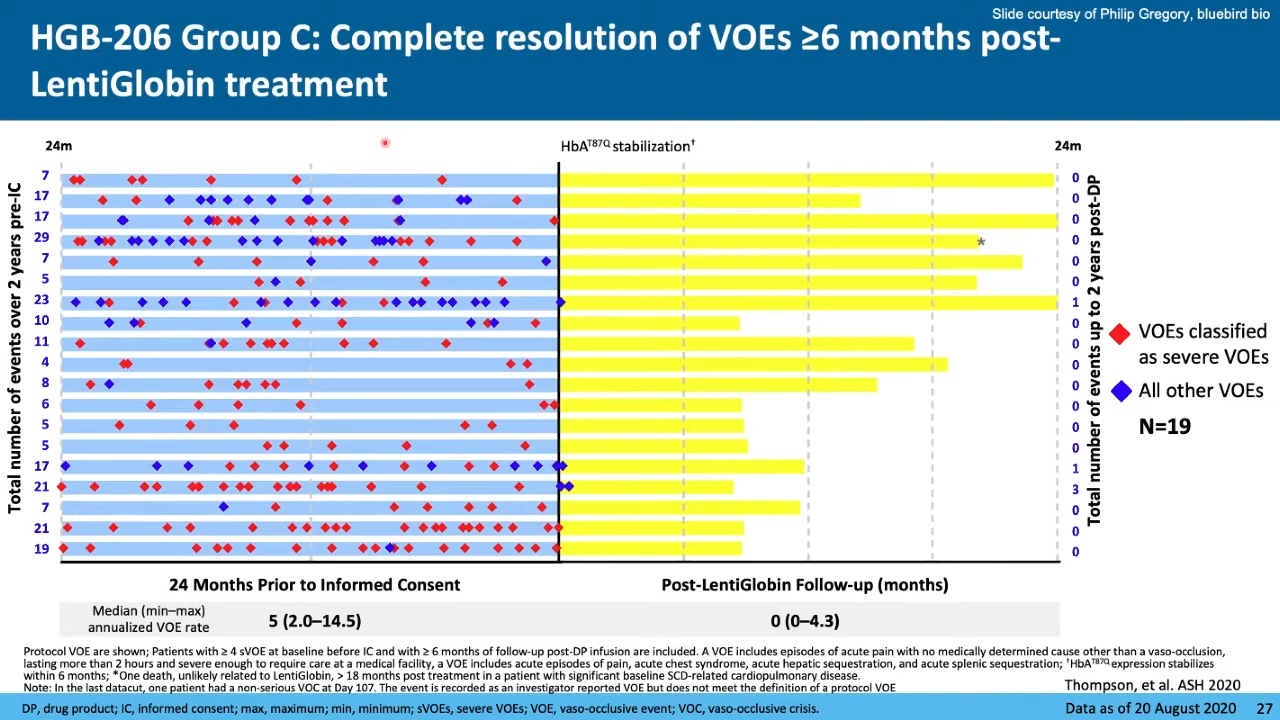 Slide courtesy of Philip Gregory, bluebird bio
HGB-206 Group C: Complete resolution of VOEs ≥6 months post-
LentiGlobin treatment
24m
HbAT87Q stabilization†
24m
Total number of events over 2 years pre-IC
7
17
17
29
7
5
23
10
11
4
8
6
5
5
17
21
7
21
19
*
0
0
0
0
0
0
1
0
0
0
0
0
0
0
1
3
0
0
0
Total number of events up to 2 years post-DP
VOEs classified
as severe VOEs
All other VOEs
N=19
24 Months Prior to Informed Consent
Post-LentiGlobin Follow-up (months)
Median (min–max)
annualized VOE rate
5 (2.0–14.5)
0 (0–4.3)
Protocol VOE are shown; Patients with ≥ 4 sVOE at baseline before IC and with ≥ 6 months of follow-up post-DP infusion are included. A VOE includes episodes of acute pain with no medically determined cause other than a vaso-occlusion,
lasting more than 2 hours and severe enough to require care at a medical facility, a VOE includes acute episodes of pain, acute chest syndrome, acute hepatic sequestration, and acute splenic sequestration; †HbAT87Q expression stabilizes
within 6 months; *One death, unlikely related to LentiGlobin, > 18 months post treatment in a patient with significant baseline SCD-related cardiopulmonary disease.
Note: In the last datacut, one patient had a non-serious VOC at Day 107. The event is recorded as an investigator reported VOE but does not meet the definition of a protocol VOE
Thompson, et al. ASH 2020
DP, drug product; IC, informed consent; max, maximum; min, minimum; sVOEs, severe VOEs; VOE, vaso-occlusive event; VOC, vaso-occlusive crisis.
Data as of 20 August 2020
27